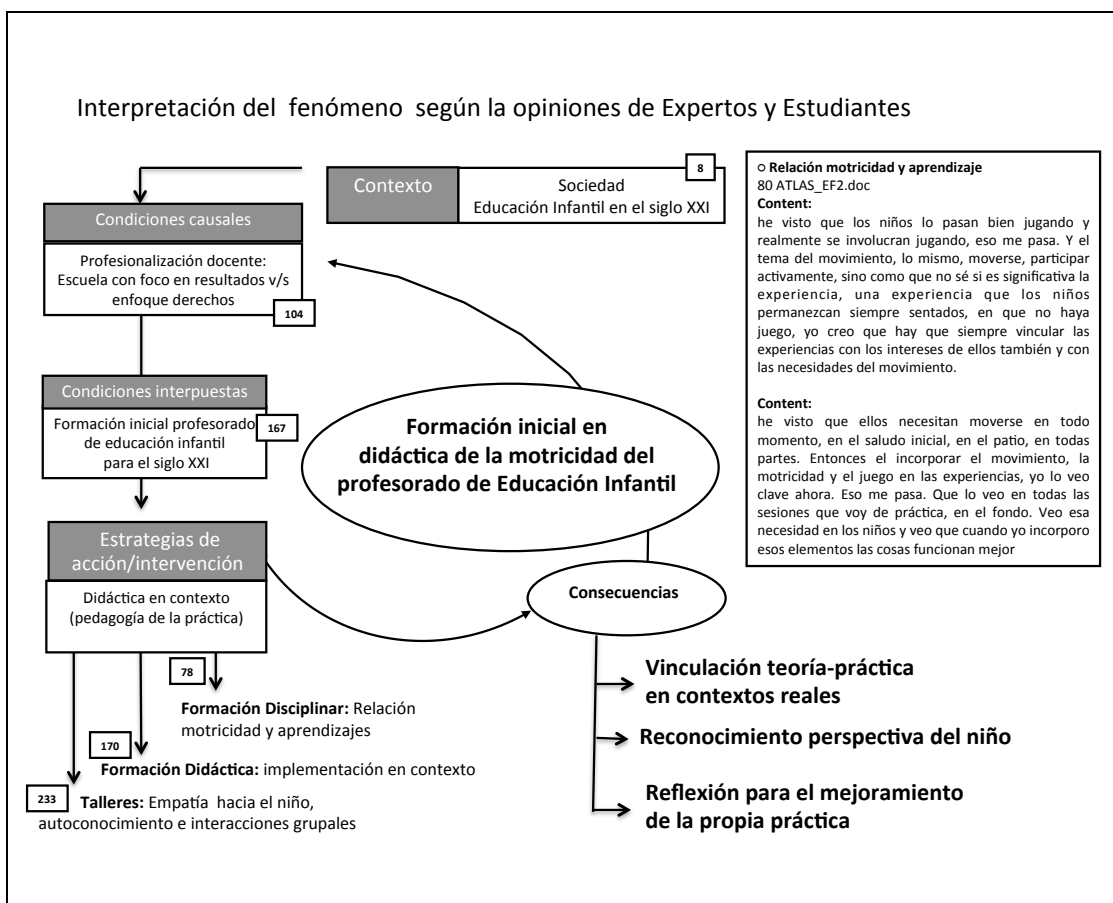 Interpretación del fenómeno según la opiniones de Expertos y Estudiantes
8
Contexto
Sociedad
Educación Infantil en el siglo XXI
Condiciones causales
Profesionalización docente:
Escuela con foco en resultados v/s
enfoque derechos
104
Condiciones interpuestas
Formación inicial profesorado
de educación infantil
para el siglo XXI
167
Estrategias de
acción/intervención
Didáctica en contexto
(pedagogía de la práctica)
78
Formación Disciplinar: Relación
motricidad y aprendizajes
170
Formación Didáctica: implementación en contexto
233
Talleres: Empatía hacia el niño,
autoconocimiento e interacciones grupales
Formación inicial en
didáctica de la motricidad del
profesorado de Educación Infantil
Consecuencias
Vinculación teoría-práctica
en contextos reales
Reconocimiento perspectiva del niño
Reflexión para el mejoramiento
de la propia práctica
○ Relación motricidad y aprendizaje
80 ATLAS_EF2.doc
Content:
he visto que los niños lo pasan bien jugando y
realmente se involucran jugando, eso me pasa. Y el
tema del movimiento, lo mismo, moverse, participar
activamente, sino como que no sé si es significativa la
experiencia, una experiencia que los niños
permanezcan siempre sentados, en que no haya
juego, yo creo que hay que siempre vincular las
experiencias con los intereses de ellos también y con
las necesidades del movimiento.
Content:
he visto que ellos necesitan moverse en todo
momento, en el saludo inicial, en el patio, en todas
partes. Entonces el incorporar el movimiento, la
motricidad y el juego en las experiencias, yo lo veo
clave ahora. Eso me pasa. Que lo veo en todas las
sesiones que voy de práctica, en el fondo. Veo esa
necesidad en los niños y veo que cuando yo incorporo
esos elementos las cosas funcionan mejor